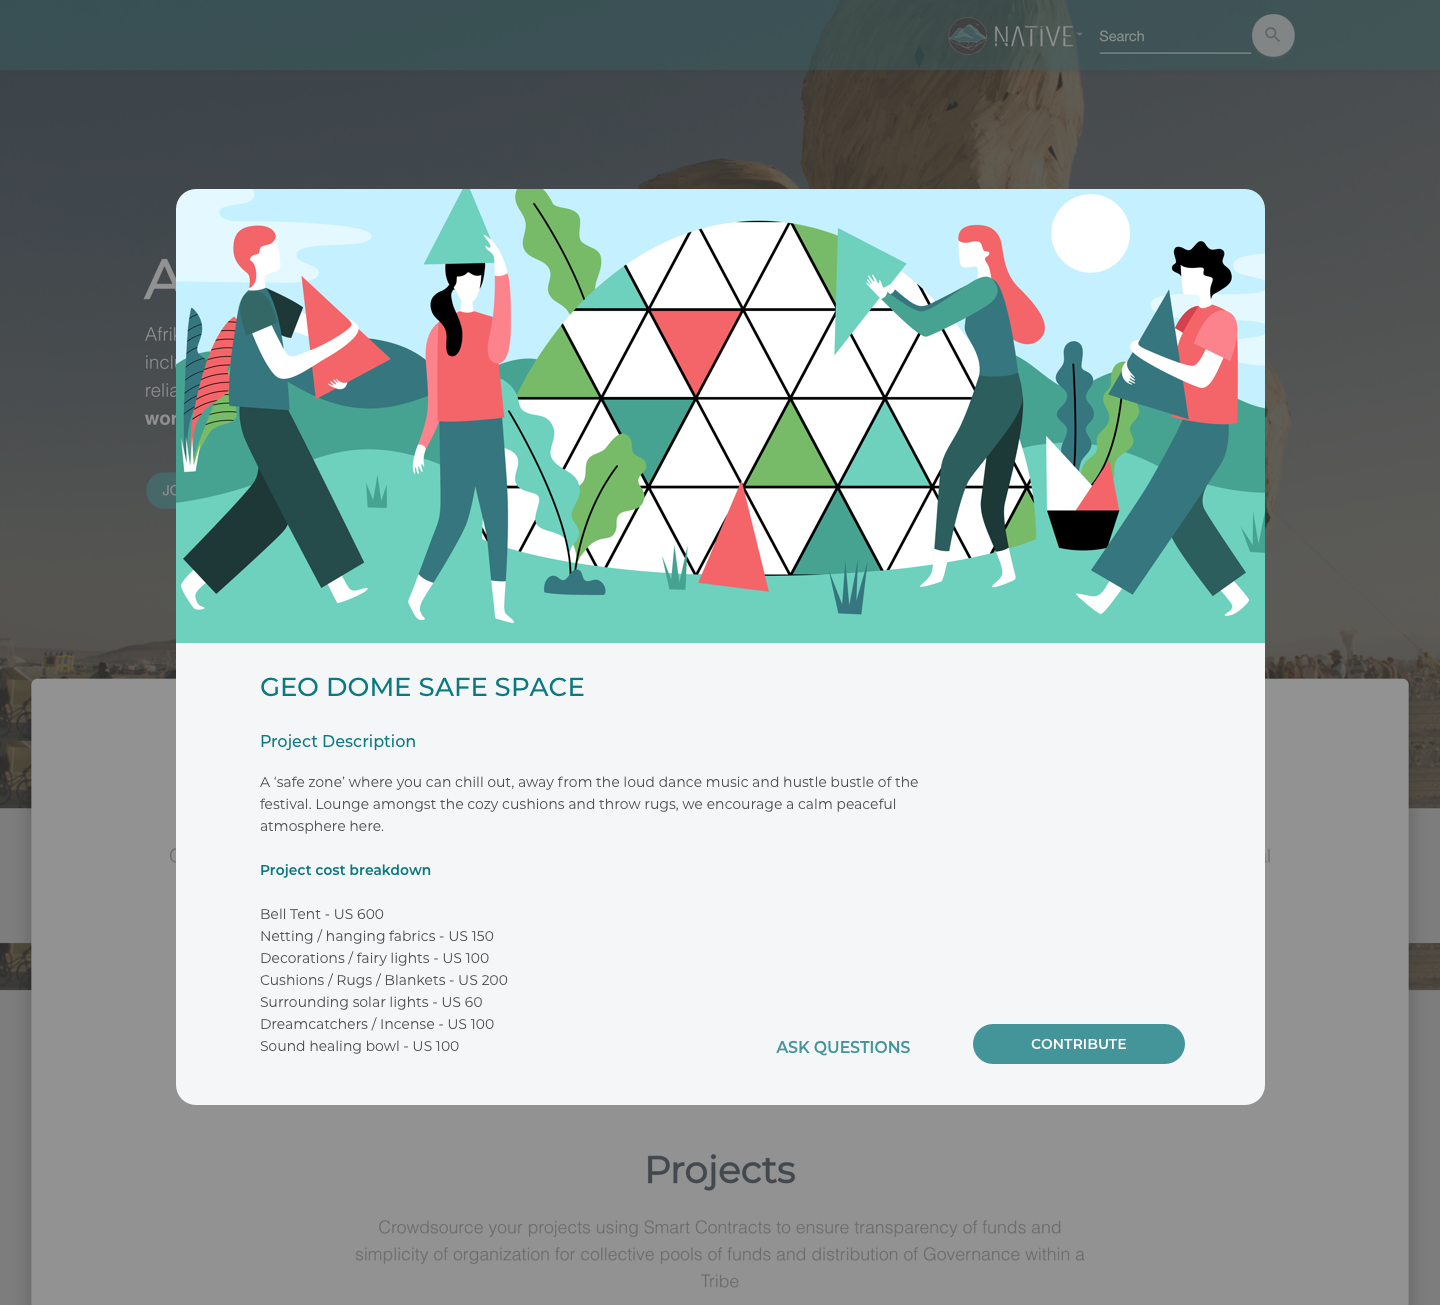 NATIVE
Search
A
Afrik
incl
relia
wor
JO
GEO DOME SAFE SPACE
Project Description
A ‘safe zone’ where you can chill out, away from the loud dance music and hustle bustle of the
festival. Lounge amongst the cozy cushions and throw rugs, we encourage a calm peaceful
atmosphere here.
Project cost breakdown
Bell Tent - US 600
Netting / hanging fabrics - US 150
Decorations / fairy lights - US 100
Cushions / Rugs / Blankets - US 200
Surrounding solar lights - US 60
Dreamcatchers / Incense - US 100
Sound healing bowl - US 100
ASK QUESTIONS
CONTRIBUTE
Projects
Crowdsource your projects using Smart Contracts to ensure transparency of funds and
simplicity of organization for collective pools of funds and distribution of Governance within a
Tribe